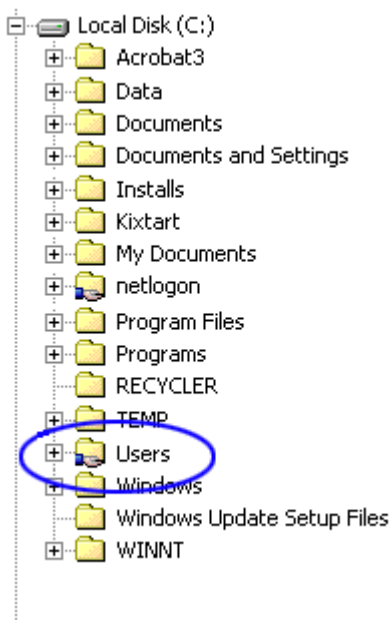 Local Disk (C:)
Acrobat3
Data
Documents
Documents and Settings
Installs
Kixtart
My Documents
netlogon
Program Files
Programs
RECYCLER
TEMP
Users
Windows
Windows Update Setup Files
WINNT